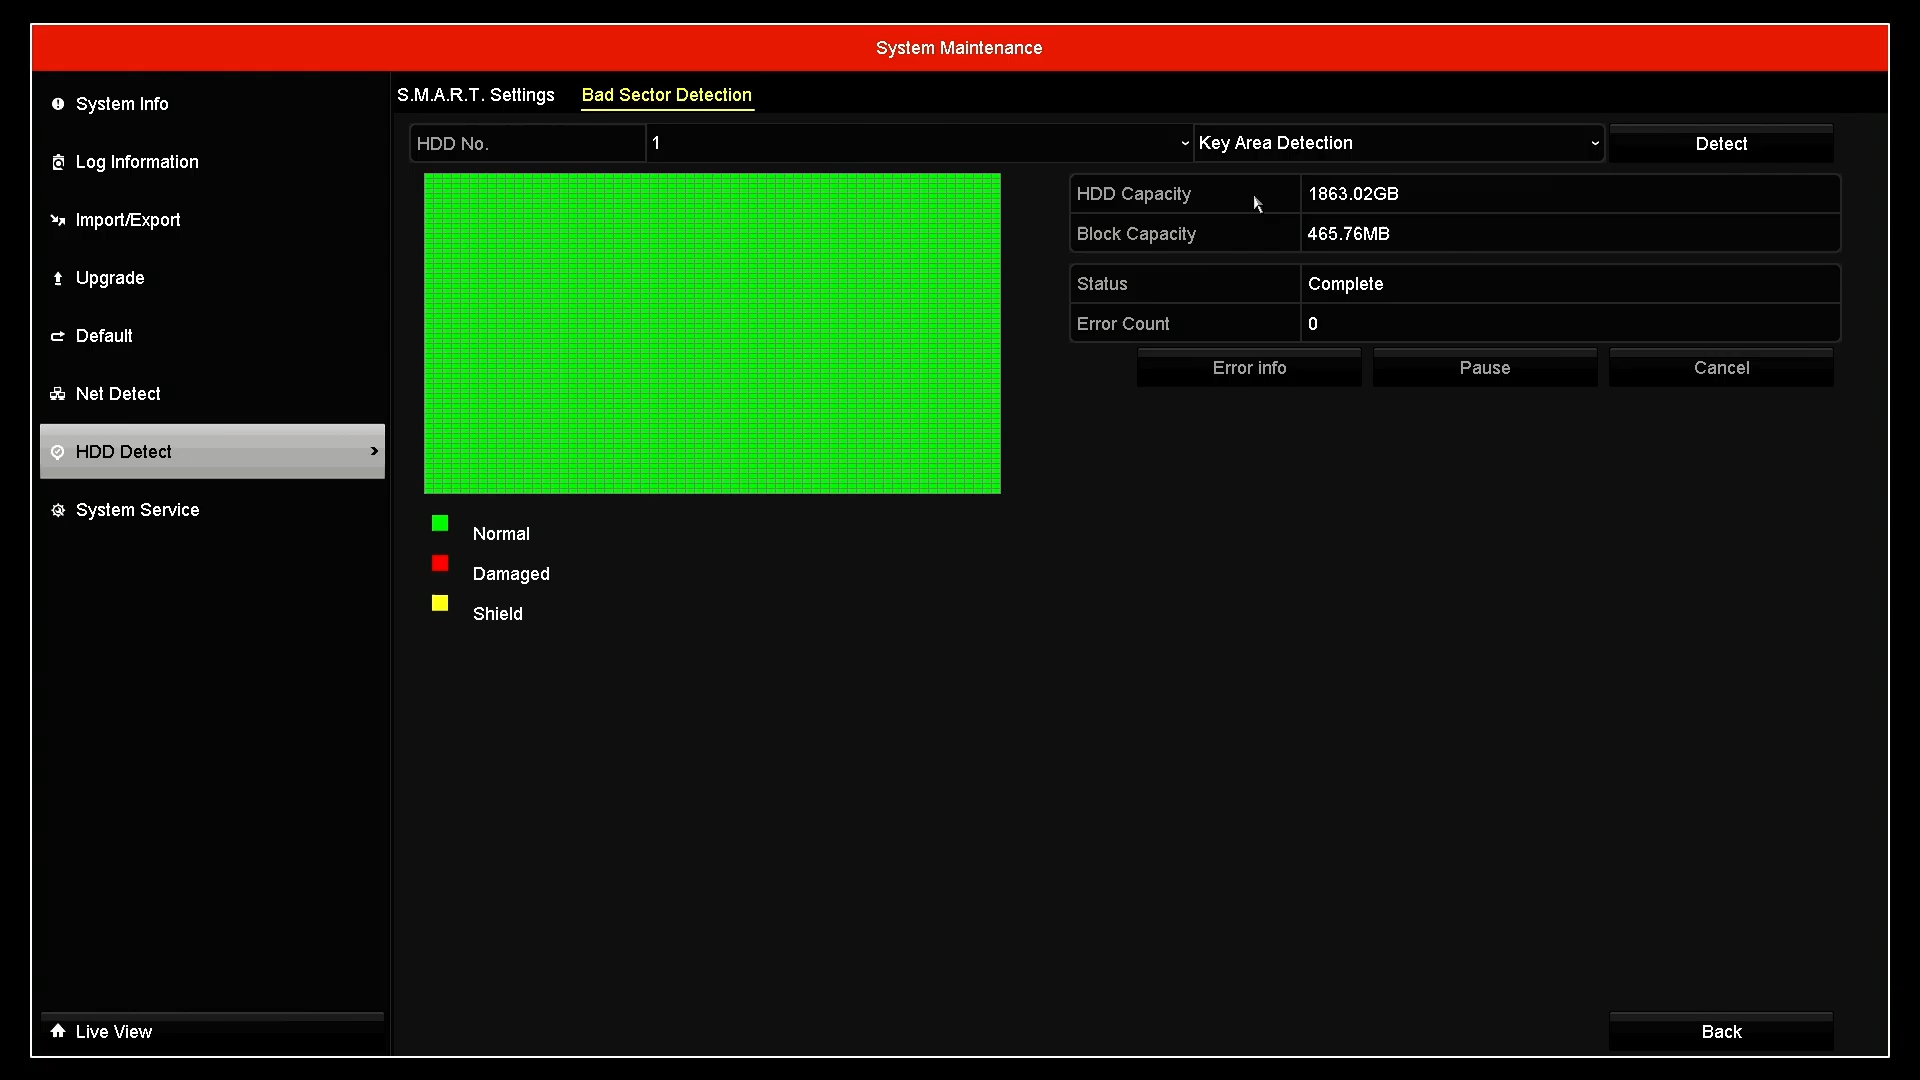 System Maintenance
System Info
Log Information
Import/Export
Upgrade
Default
Net Detect
HDD Detect
System Service
Live View
S.M.A.R.T. Settings
Bad Sector Detection
HDD No.
1
Key Area Detection
Detect
HDD Capacity
1863.02GB
Block Capacity
465.76MB
Status
Complete
Error Count
0
Error info
Pause
Cancel
Normal
Damaged
Shield
Back